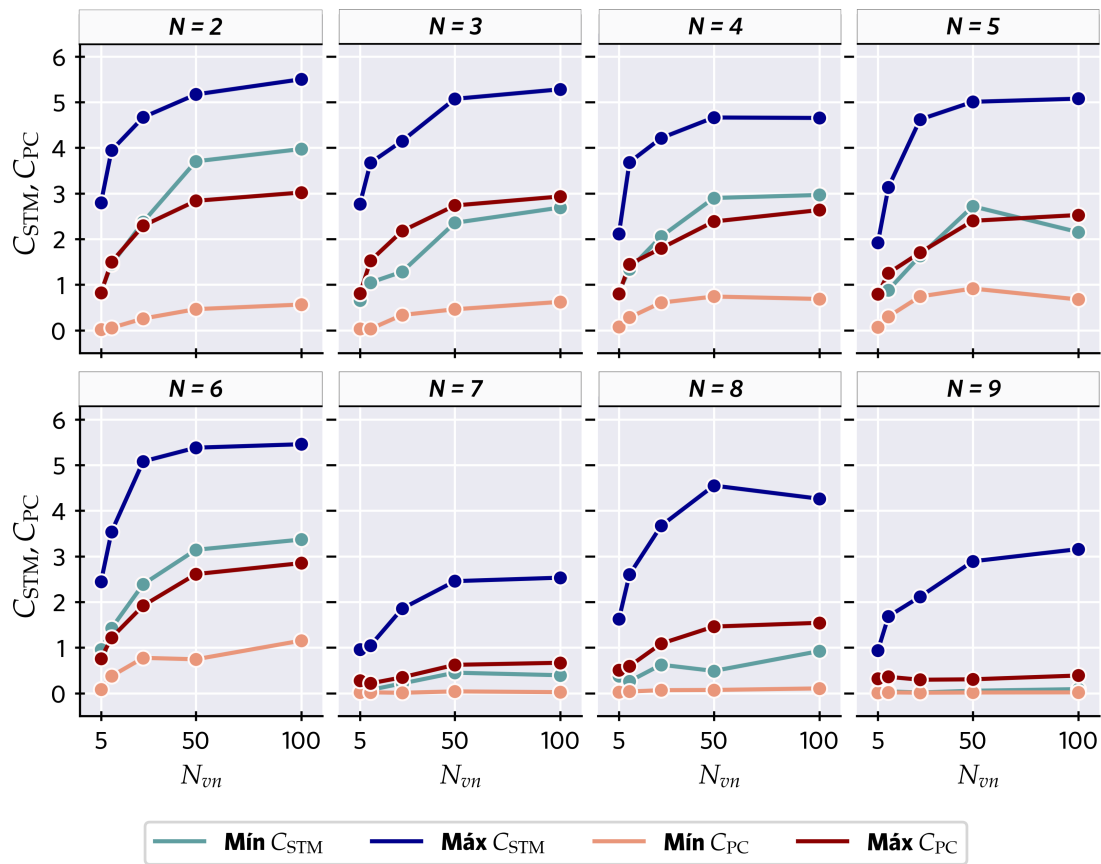 N = 2 N = 3 N = 4 N = 5
6
5
4
3
2
1
0
C_STM, C_PC
N = 6 N = 7 N = 8 N = 9
6
5
4
3
2
1
0
C_STM, C_PC
5 50 100 5 50 100 5 50 100 5 50 100
N_vn N_vn N_vn N_vn
Mín C_STM Máx C_STM Mín C_PC Máx C_PC